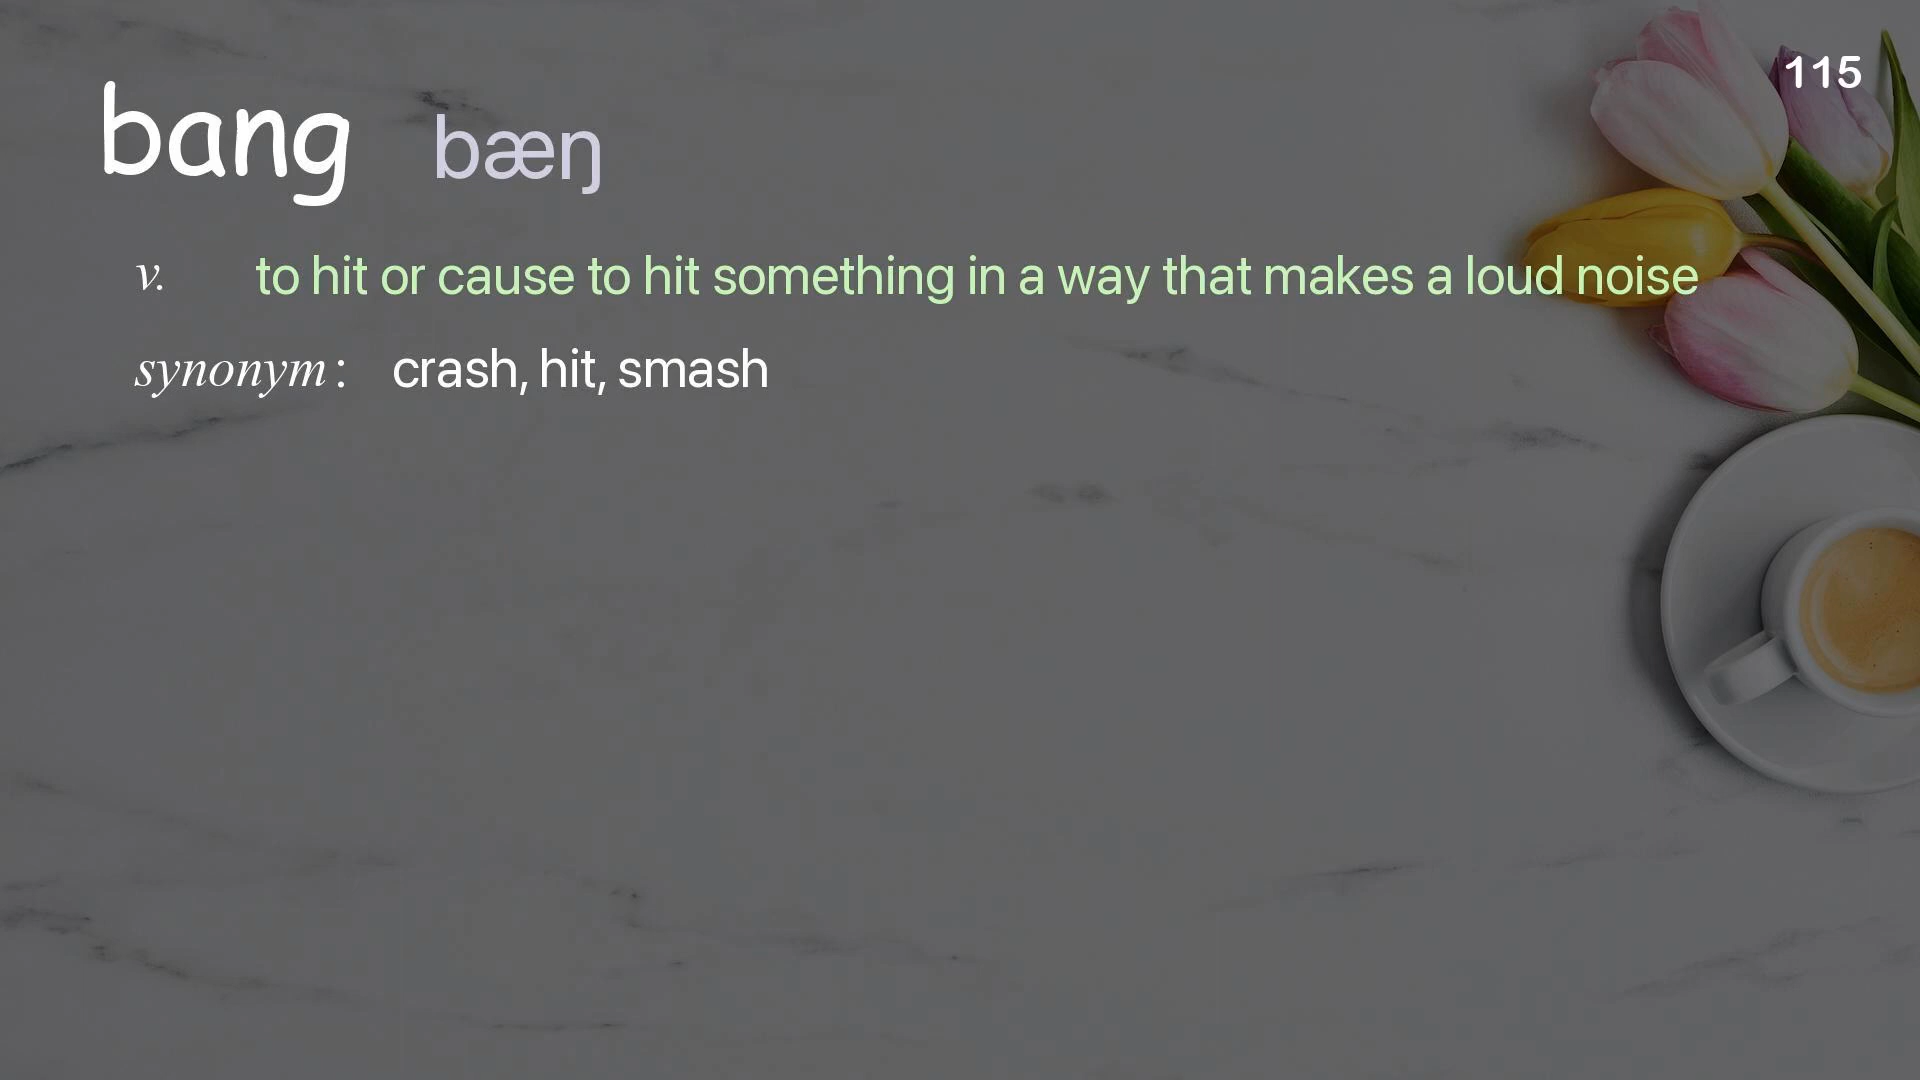 115
bang bæŋ
v. to hit or cause to hit something in a way that makes a loud noise
synonym : crash, hit, smash